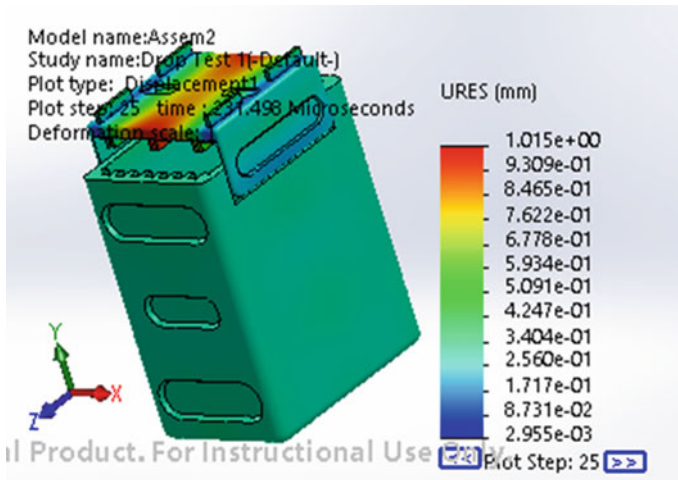 Model name:Assem2
Study name:Drop Test 1(-Default-)
Plot type: Displacement1
Plot step: 25 time : 231.498 Microseconds
Deformation scale: 1
URES (mm)
1.015e+00
9.309e-01
8.465e-01
7.622e-01
6.778e-01
5.934e-01
5.091e-01
4.247e-01
3.404e-01
2.560e-01
1.717e-01
8.731e-02
2.955e-03
Y
X
Z
l Product. For Instructional Use Only.
<< Plot Step: 25 >>